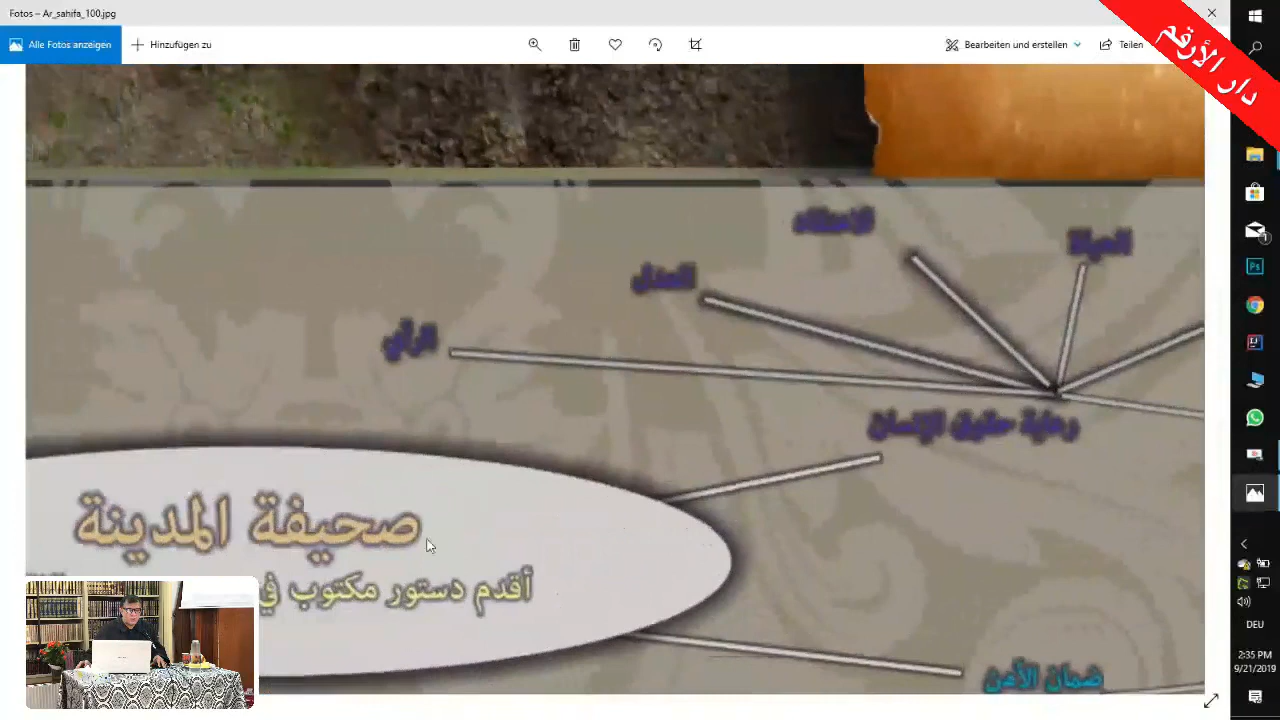 Fotos – Ar_sahifa_100.jpg
Alle Fotos anzeigen
Hinzufügen zu
Bearbeiten und erstellen
Teilen
دار الأرقم
الاعتقاد
الحياة
العدل
الرأي
رعاية حقوق الإنسان
صحيفة المدينة
أقدم دستور مكتوب في
ضمان الأمن
DEU
2:35 PM
9/21/2019